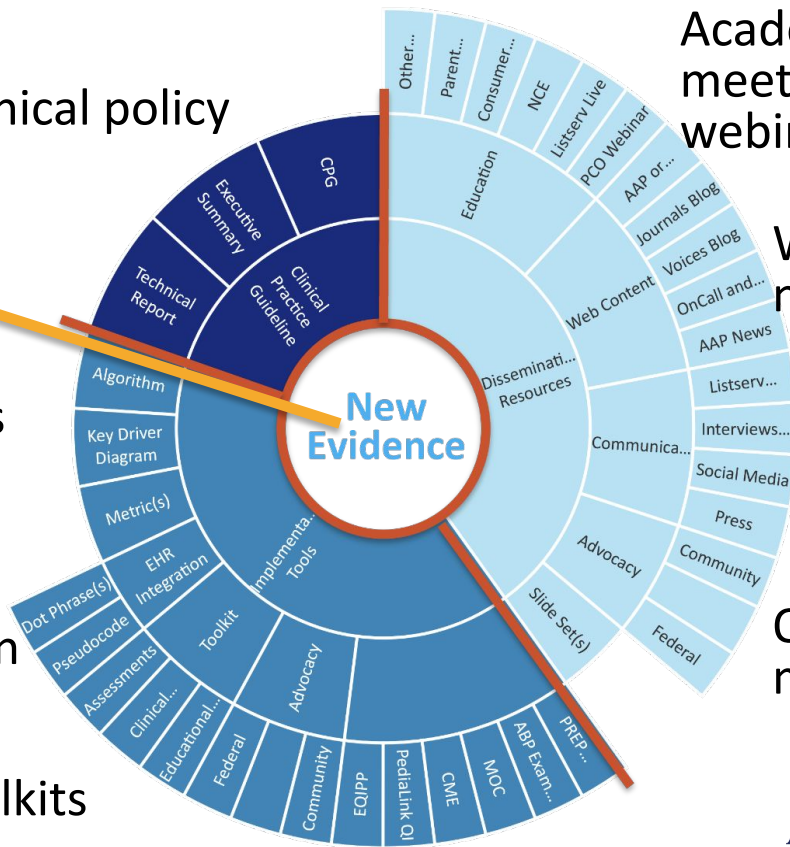 Acade
meet
webin
nical policy
W
r
s
n
lkits
C
n
New
Evidence
Clinical
Practice
Guideline
Technical
Report
Executive
Summary
CPG
Disseminati...
Resources
Education
Other...
Parent...
Consumer...
NCE
Listserv Live
PCO Webinar
Web Content
AAP or...
Journals Blog
Voices Blog
OnCall and...
AAP News
Communica...
Listserv...
Interviews...
Social Media
Press
Advocacy
Community
Federal
Slide Set(s)
Implementa...
Tools
Algorithm
Key Driver
Diagram
Metric(s)
EHR
Integration
Dot Phrase(s)
Pseudocode
Toolkit
Assessments
Clinical...
Educational...
Advocacy
Federal
Community
EQIPP
PediaLink QI
CME
MOC
ABP Exam...
PREP...